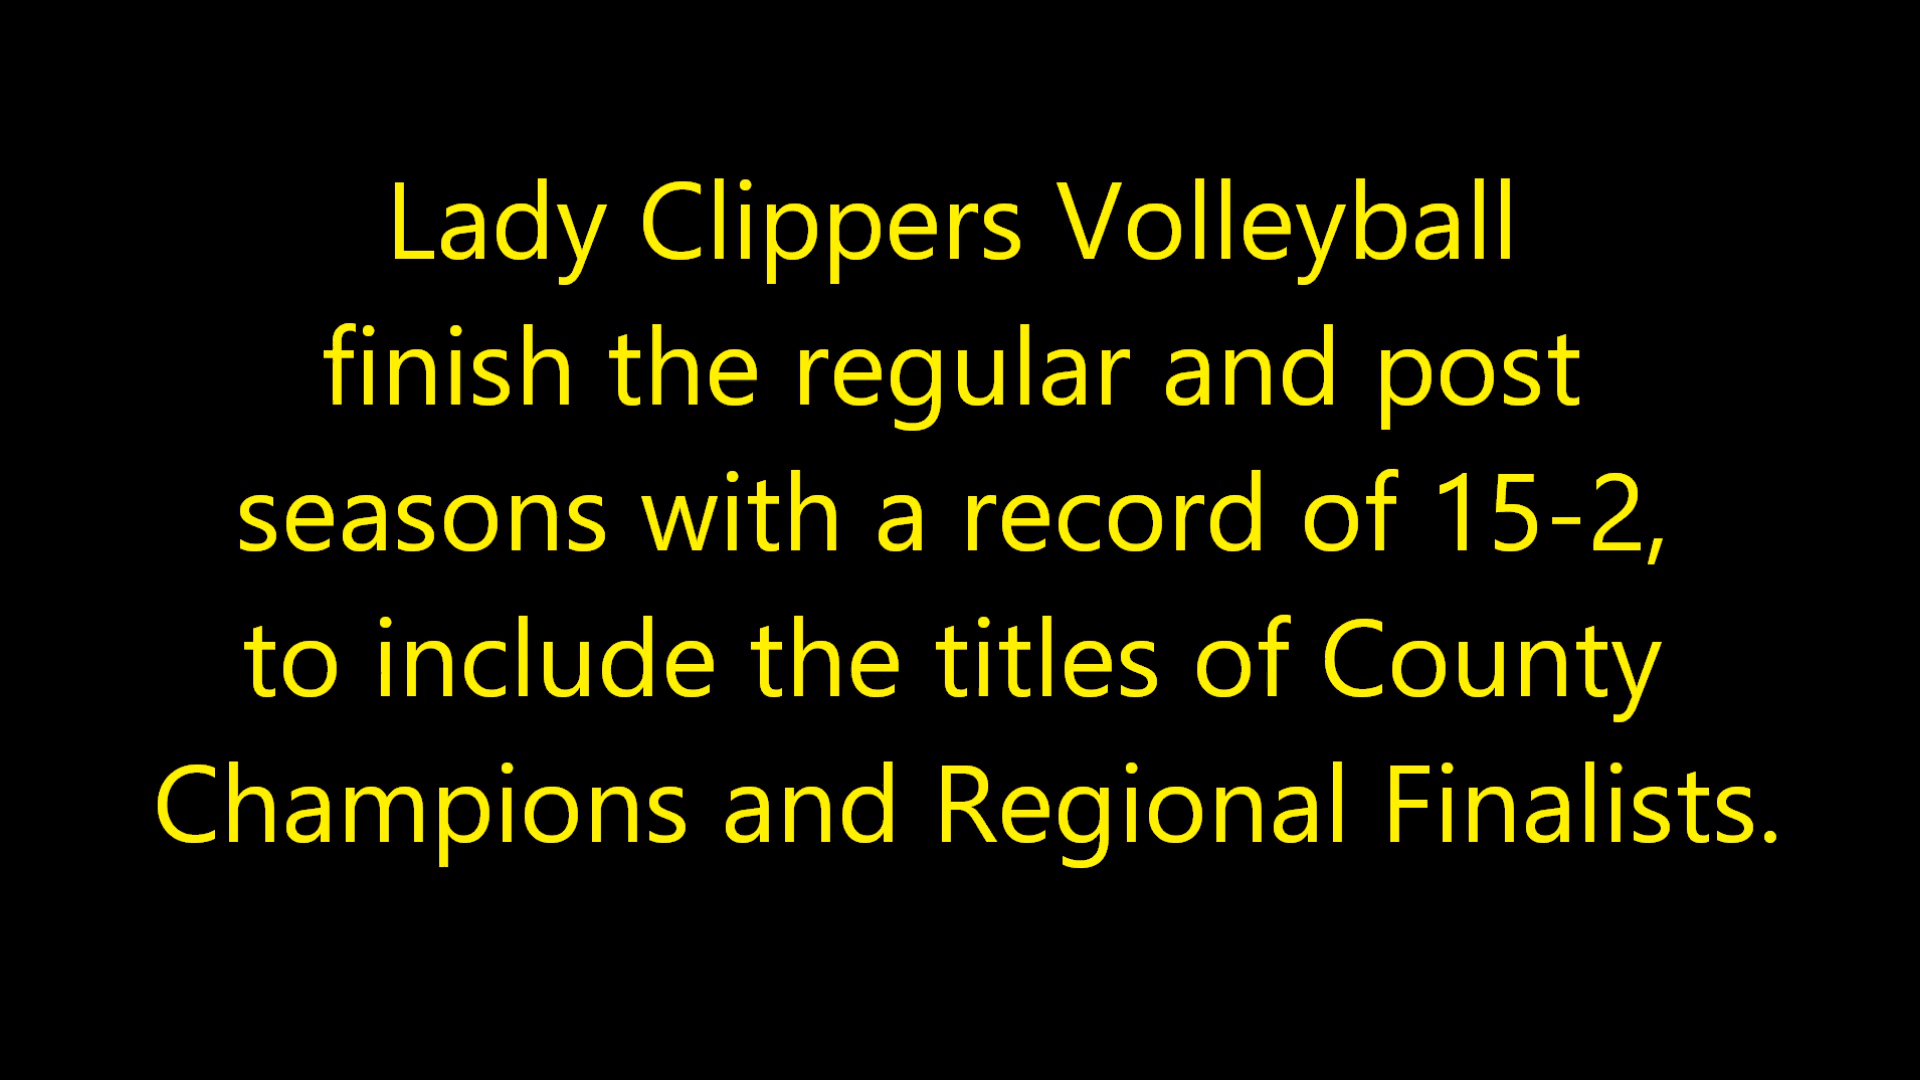 Lady Clippers Volleyball
finish the regular and post
seasons with a record of 15-2,
to include the titles of County
Champions and Regional Finalists.